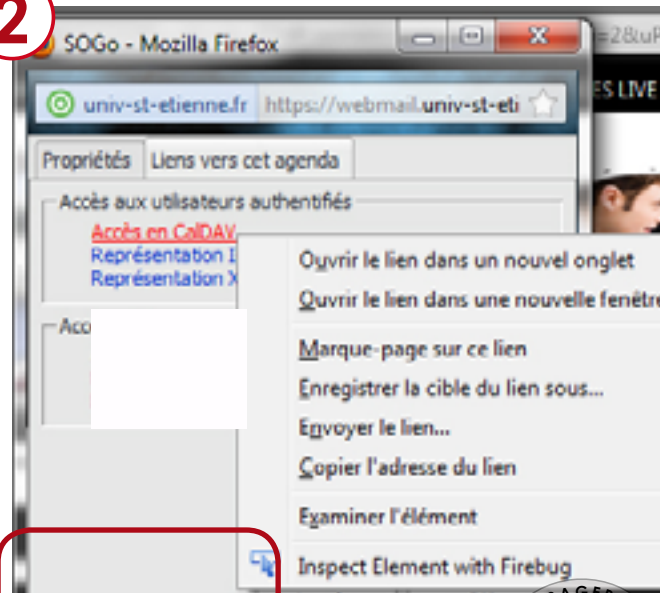 2
SOGo - Mozilla Firefox
=28tuP
univ-st-etienne.fr https://webmail.univ-st-eti
ES LIVE
Propriétés Liens vers cet agenda
Accès aux utilisateurs authentifiés
Accès en CalDAV
Représentation I
Représentation X
Acc
Ouvrir le lien dans un nouvel onglet
Ouvrir le lien dans une nouvelle fenêtre
Marque-page sur ce lien
Enregistrer la cible du lien sous...
Envoyer le lien...
Copier l'adresse du lien
Examiner l'élément
Inspect Element with Firebug
AGER